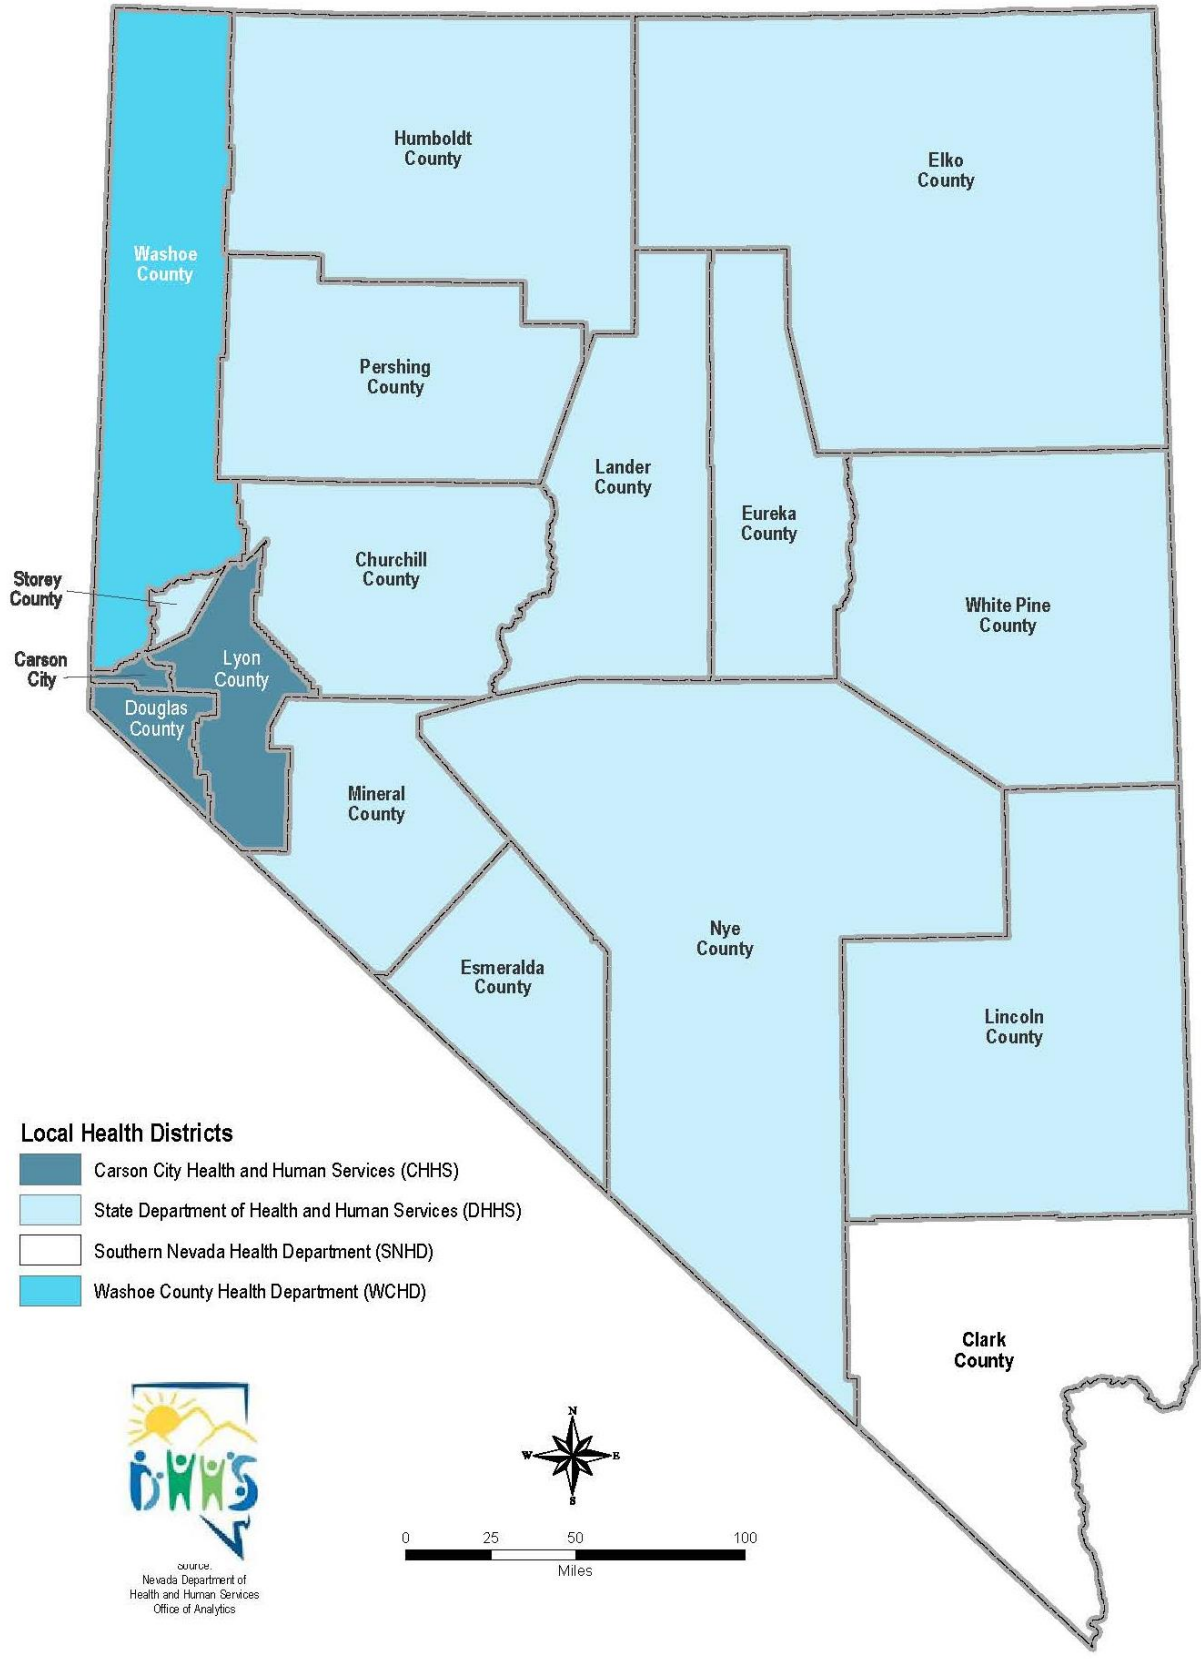 Humboldt
County
Elko
County
Washoe
County
Pershing
County
Lander
County
Eureka
County
Churchill
County
Storey
County
White Pine
County
Carson
City
Lyon
County
Douglas
County
Mineral
County
Nye
County
Esmeralda
County
Lincoln
County
Local Health Districts
Carson City Health and Human Services (CHHS)
State Department of Health and Human Services (DHHS)
Southern Nevada Health Department (SNHD)
Washoe County Health Department (WCHD)
Clark
County
DHHS
Source:
Nevada Department of
Health and Human Services
Office of Analytics
N
W E
S
0 25 50 100
Miles